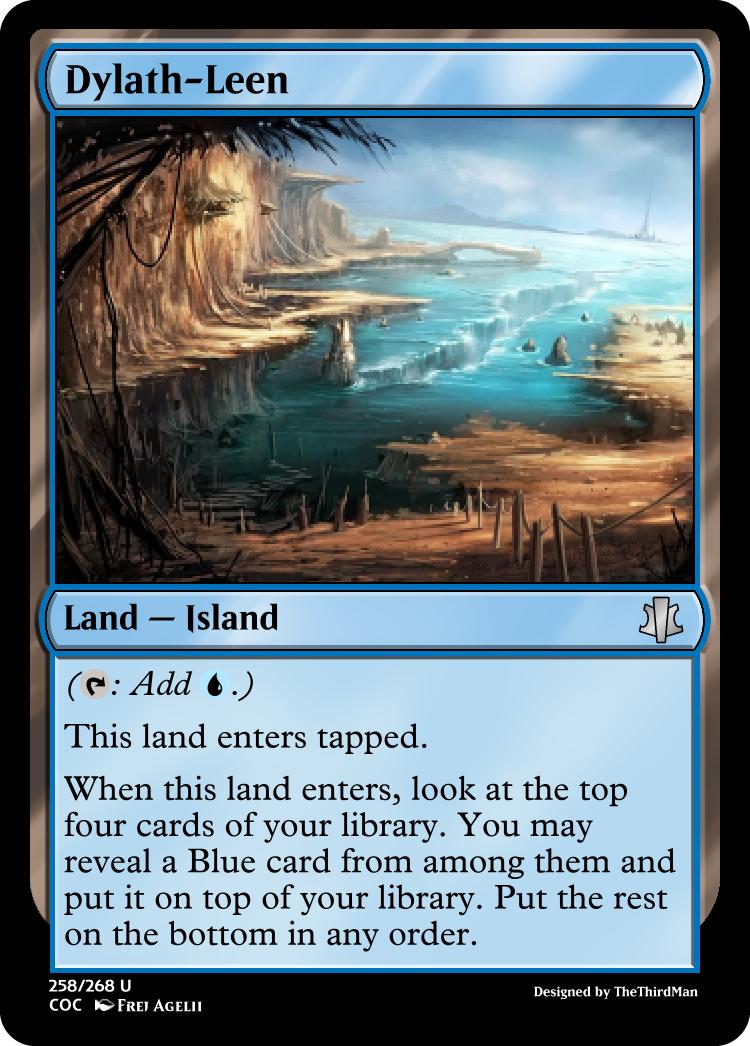 Dylath-Leen
Land — Island
(: Add .)
This land enters tapped.
When this land enters, look at the top
four cards of your library. You may
reveal a Blue card from among them and
put it on top of your library. Put the rest
on the bottom in any order.
258/268 U
COC Frej Agelii
Designed by TheThirdMan